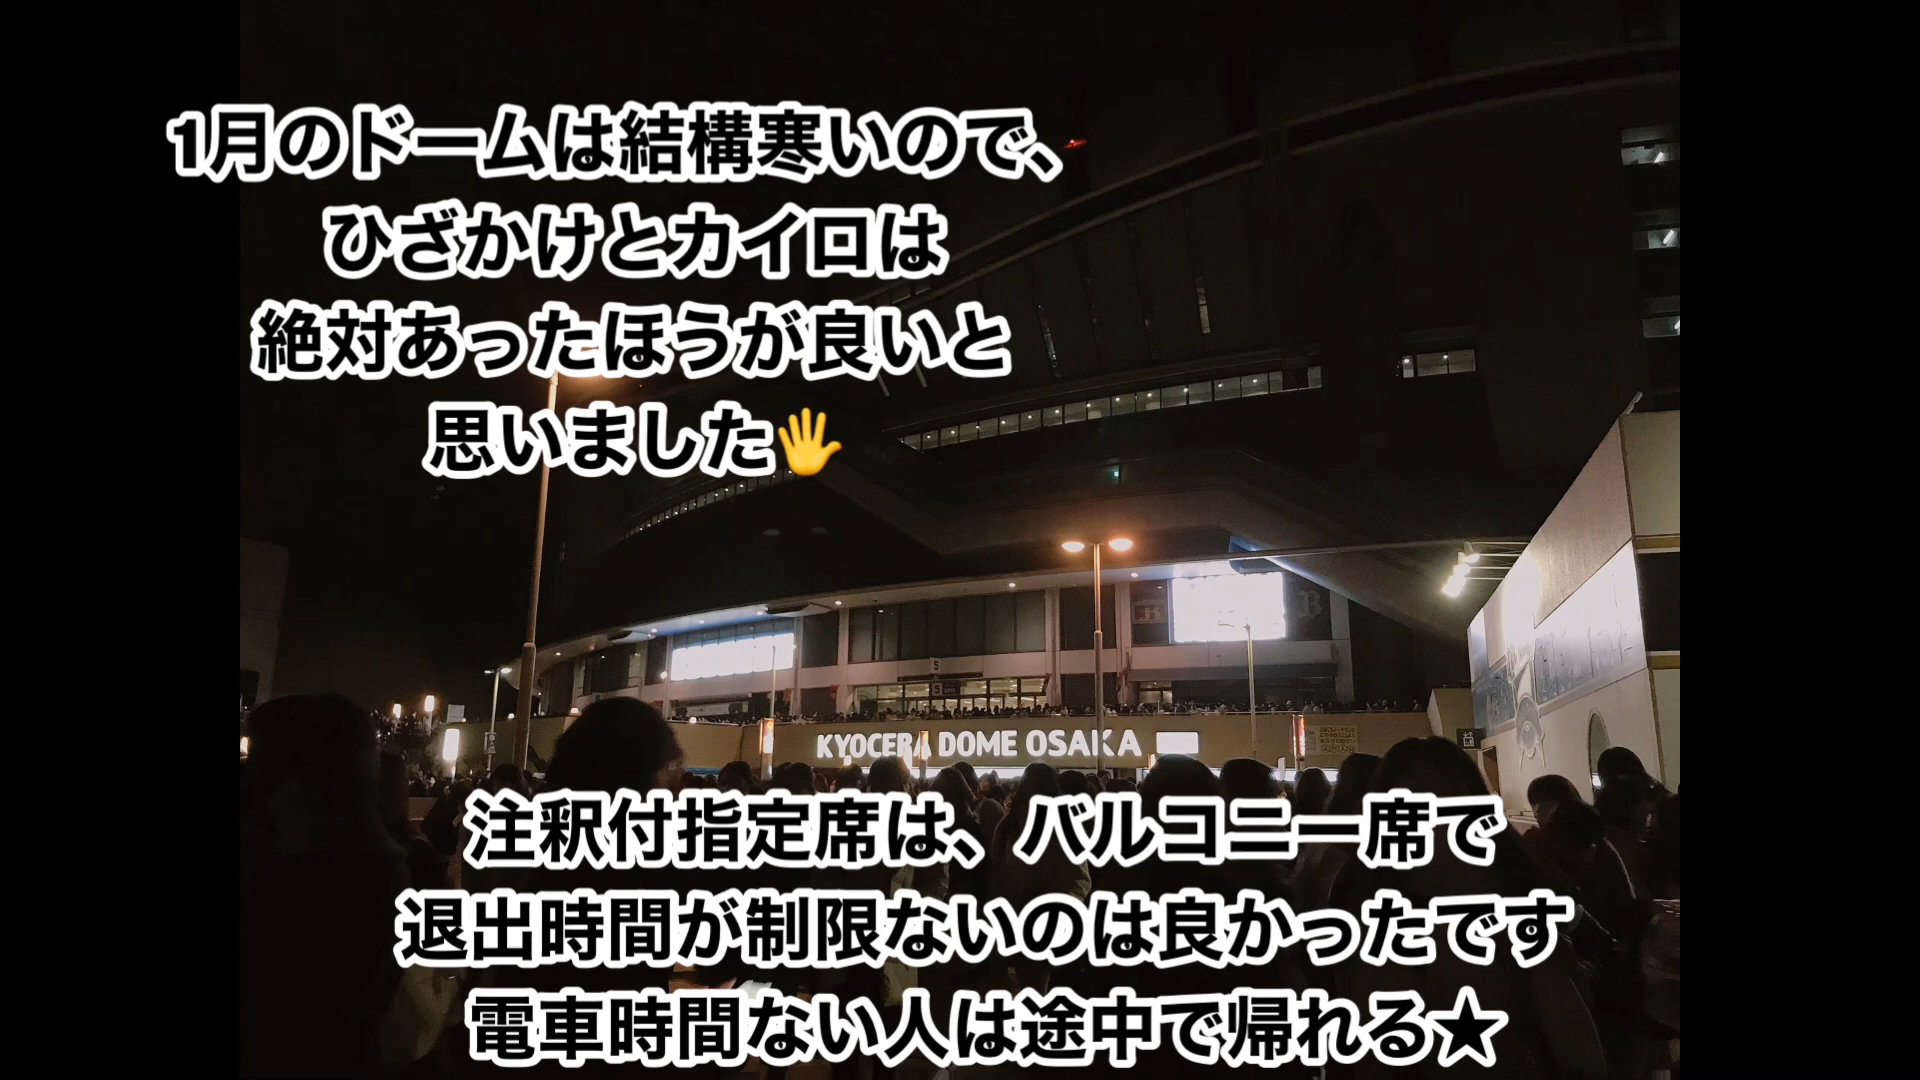 1月のドームは結構寒いので、
ひざかけとカイロは
絶対あったほうが良いと
思いました🖐
5
5
KYOCERA DOME OSAKA
注釈付指定席は、バルコニー席で
退出時間が制限ないのは良かったです
電車時間ない人は途中で帰れる★